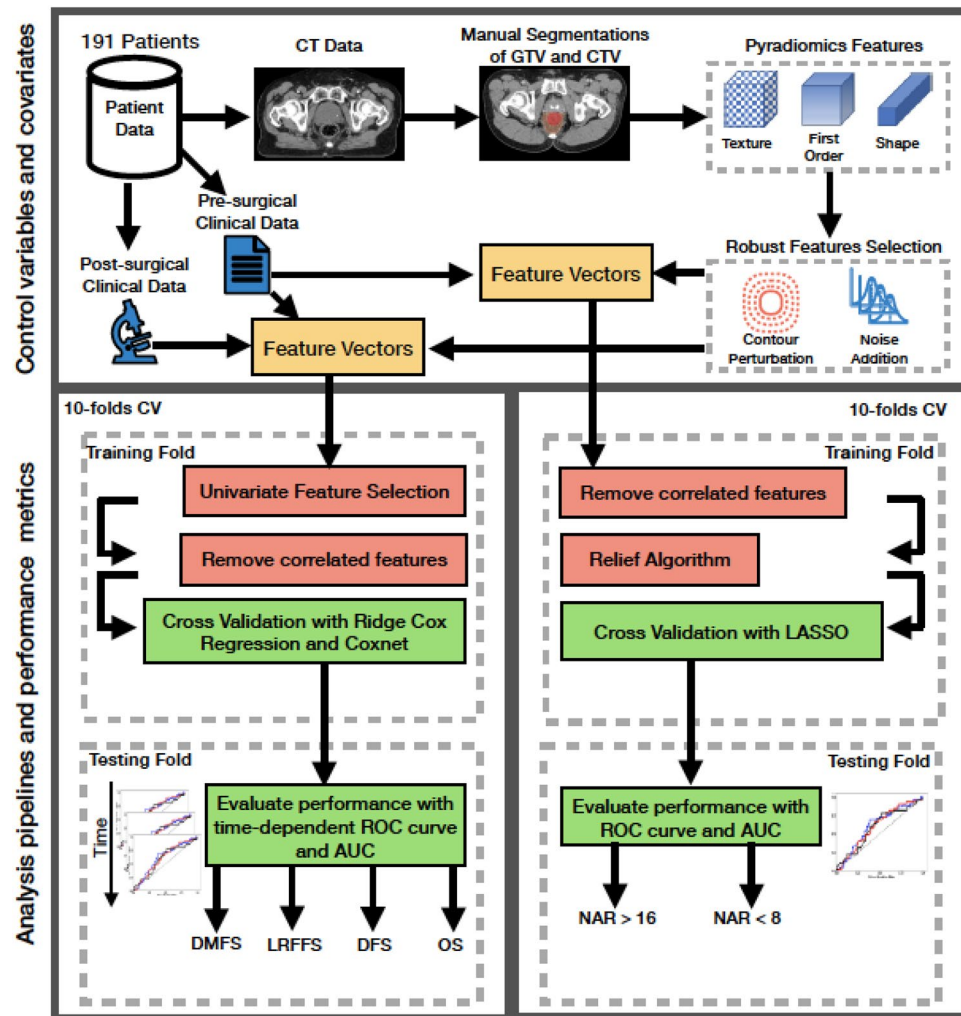 Control variables and covariates
191 Patients
Patient
Data
CT Data
Manual Segmentations
of GTV and CTV
Pyradiomics Features
Texture
First
Order
Shape
Pre-surgical
Clinical Data
Post-surgical
Clinical Data
Robust Features Selection
Feature Vectors
Feature Vectors
Contour
Perturbation
Noise
Addition
Analysis pipelines and performance metrics
10-folds CV
Training Fold
Univariate Feature Selection
Remove correlated features
Cross Validation with Ridge Cox
Regression and Coxnet
Testing Fold
Time
Evaluate performance with
time-dependent ROC curve
and AUC
DMFS
LRFFS
DFS
OS
10-folds CV
Training Fold
Remove correlated features
Relief Algorithm
Cross Validation with LASSO
Testing Fold
Evaluate performance with
ROC curve and AUC
NAR > 16
NAR < 8